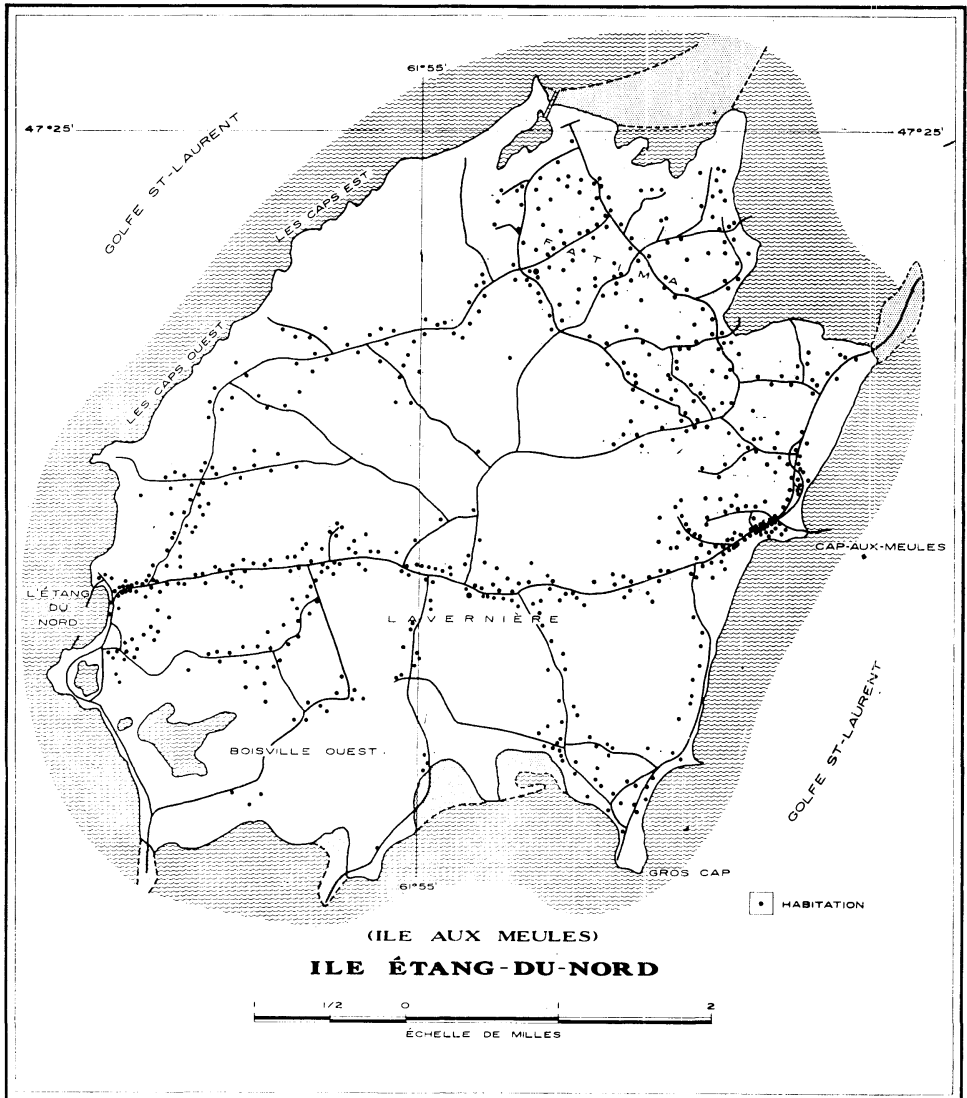 61°55'
47°25'
47°25'
GOLFE ST-LAURENT
LES CAPS EST
FATIMA
LES CAPS OUEST
CAP-AUX-MEULES
L'ÉTANG
DU
NORD
LAVERNIÈRE
BOISVILLE OUEST
GOLFE ST-LAURENT
GROS CAP
61°55'
HABITATION
(ILE AUX MEULES)
ILE ÉTANG-DU-NORD
1 1/2 0 1 2
ÉCHELLE DE MILLES